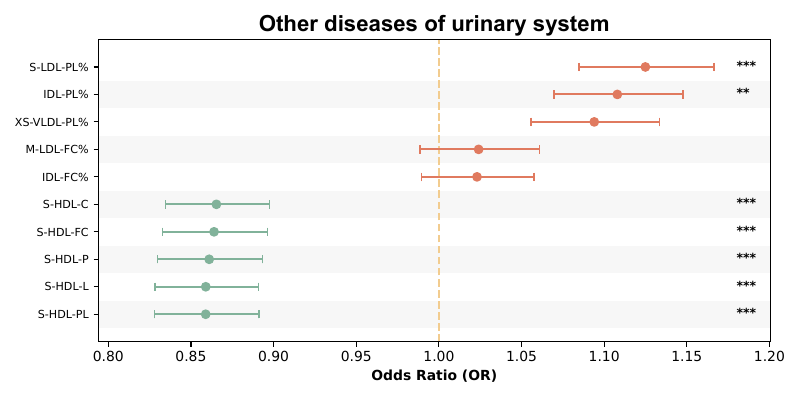 Other diseases of urinary system
S-LDL-PL% ***
IDL-PL% **
XS-VLDL-PL%
M-LDL-FC%
IDL-FC%
S-HDL-C ***
S-HDL-FC ***
S-HDL-P ***
S-HDL-L ***
S-HDL-PL ***
0.80 0.85 0.90 0.95 1.00 1.05 1.10 1.15 1.20
Odds Ratio (OR)